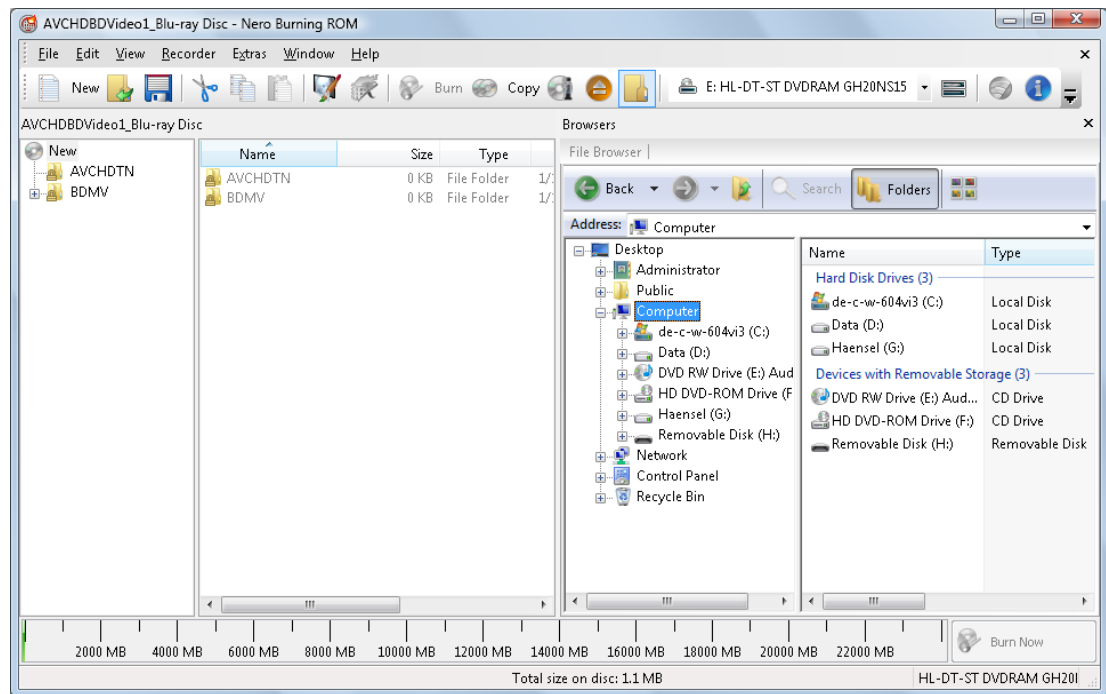 AVCHDBDVideo1_Blu-ray Disc - Nero Burning ROM
File Edit View Recorder Extras Window Help
New Burn Copy E: HL-DT-ST DVDRAM GH20NS15
AVCHDBDVideo1_Blu-ray Disc
New
AVCHDTN
BDMV
Name Size Type
AVCHDTN 0 KB File Folder 1/
BDMV 0 KB File Folder 1/
Browsers
File Browser
Back Search Folders
Address: Computer
Desktop
Administrator
Public
Computer
de-c-w-604vi3 (C:)
Data (D:)
DVD RW Drive (E:) Aud
HD DVD-ROM Drive (F
Haensel (G:)
Removable Disk (H:)
Network
Control Panel
Recycle Bin
Name Type
Hard Disk Drives (3)
de-c-w-604vi3 (C:) Local Disk
Data (D:) Local Disk
Haensel (G:) Local Disk
Devices with Removable Storage (3)
DVD RW Drive (E:) Aud... CD Drive
HD DVD-ROM Drive (F:) CD Drive
Removable Disk (H:) Removable Disk
2000 MB 4000 MB 6000 MB 8000 MB 10000 MB 12000 MB 14000 MB 16000 MB 18000 MB 20000 MB 22000 MB
Burn Now
Total size on disc: 1.1 MB HL-DT-ST DVDRAM GH20I